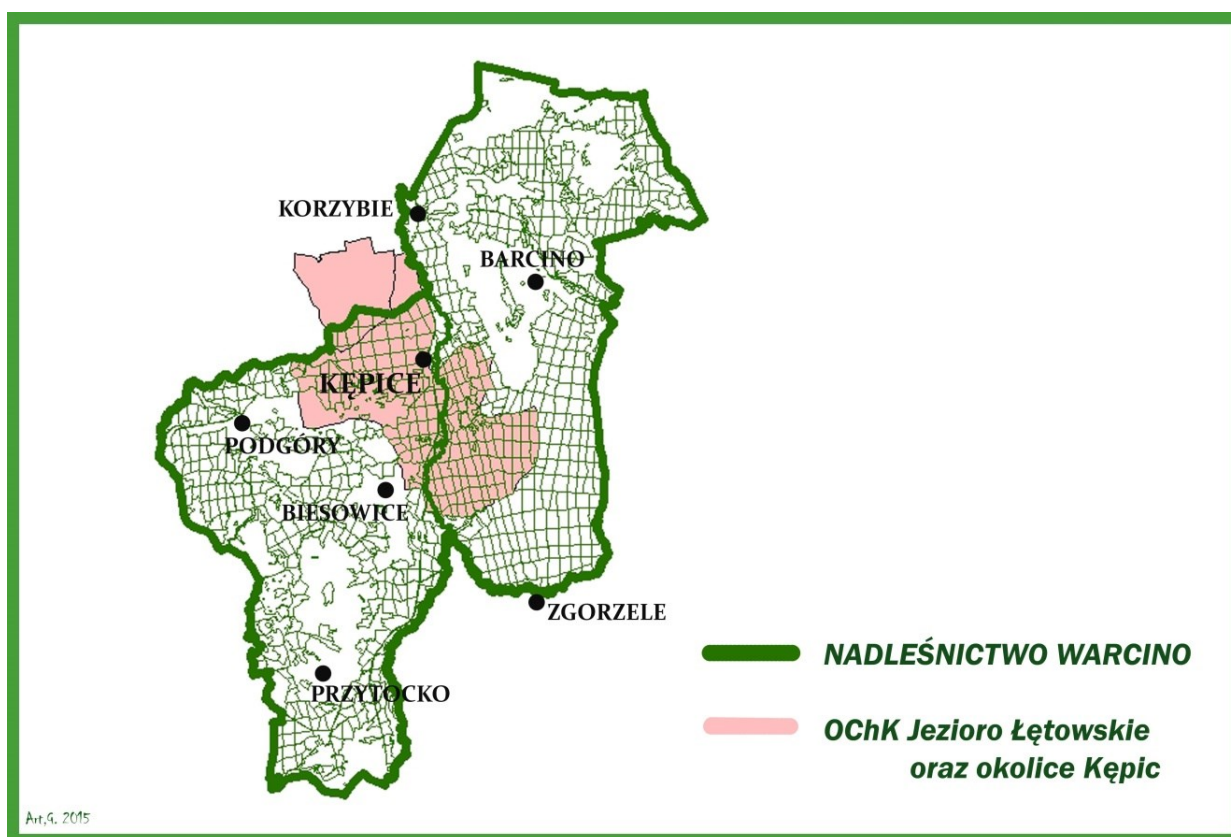 KORZYBIE
BARCINO
KĘPICE
PODGÓRY
BIESOWICE
ZGORZELE
PRZYTOCKO
NADLEŚNICTWO WARCINO
OChK Jezioro Łętowskie
oraz okolice Kępic
Art,G. 2015